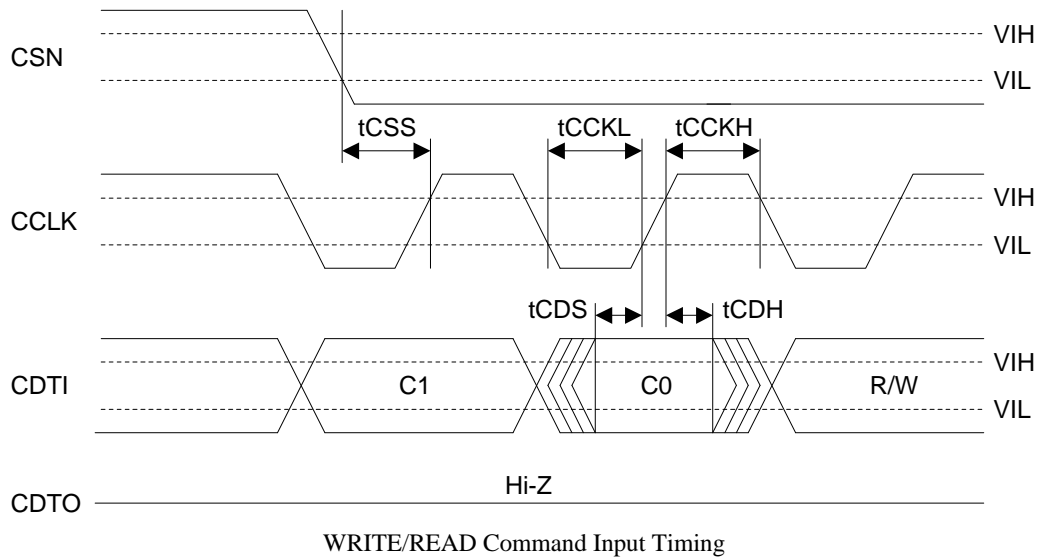 CSN
VIH
VIL
tCSS
tCCKL
tCCKH
CCLK
VIH
VIL
tCDS
tCDH
CDTI
C1
C0
R/W
VIH
VIL
Hi-Z
CDTO
WRITE/READ Command Input Timing